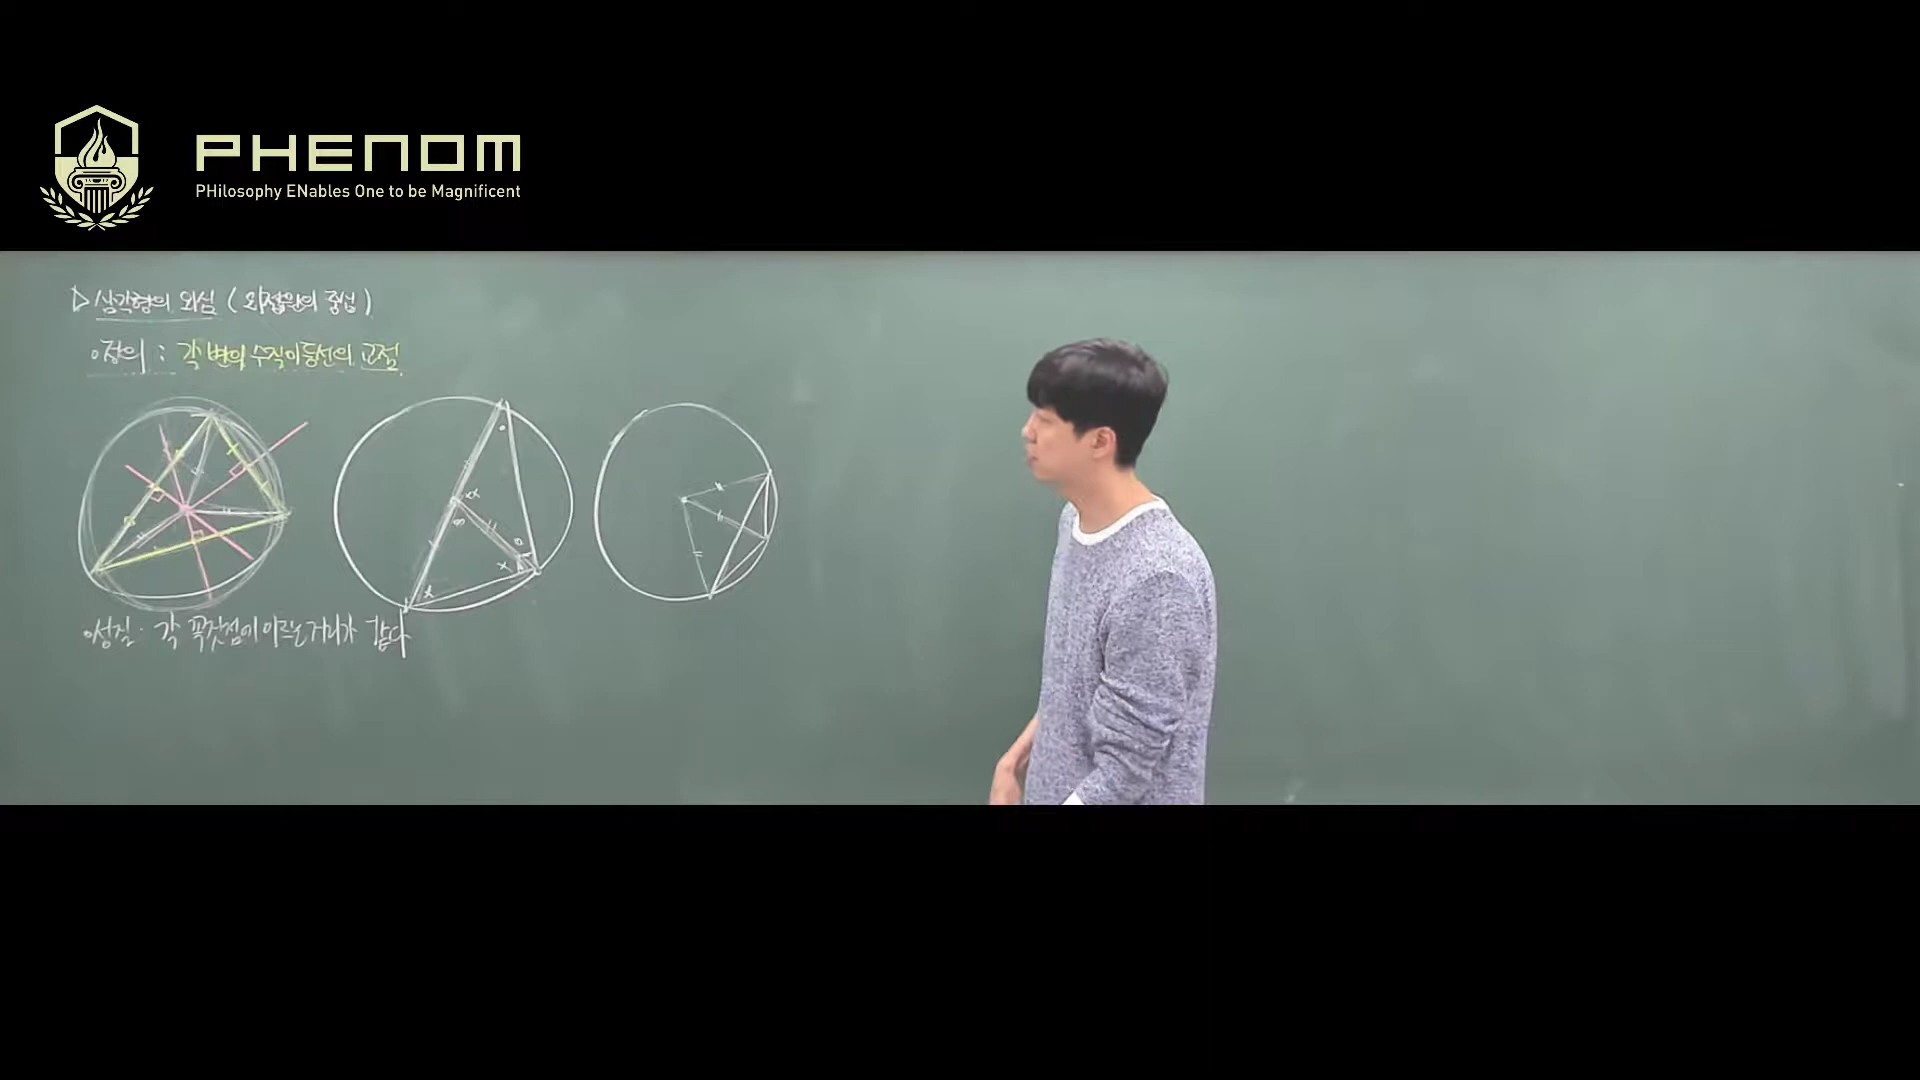 PHENOM
PHilosophy ENables One to be Magnificent
▷삼각형의 외심 ( 외접원의 중심 )
정의 : 각 변의 수직이등분선의 교점
α
β
x
x
성질 : 각 꼭짓점에 이르는 거리가 같다